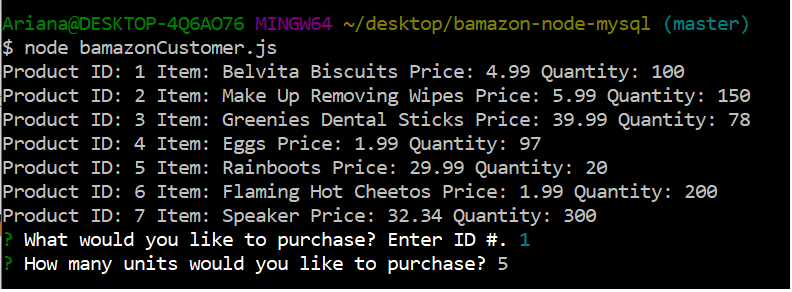 Ariana@DESKTOP-4Q6AO76 MINGW64 ~/desktop/bamazon-node-mysql (master)
$ node bamazonCustomer.js
Product ID: 1 Item: Belvita Biscuits Price: 4.99 Quantity: 100
Product ID: 2 Item: Make Up Removing Wipes Price: 5.99 Quantity: 150
Product ID: 3 Item: Greenies Dental Sticks Price: 39.99 Quantity: 78
Product ID: 4 Item: Eggs Price: 1.99 Quantity: 97
Product ID: 5 Item: Rainboots Price: 29.99 Quantity: 20
Product ID: 6 Item: Flaming Hot Cheetos Price: 1.99 Quantity: 200
Product ID: 7 Item: Speaker Price: 32.34 Quantity: 300
? What would you like to purchase? Enter ID #. 1
? How many units would you like to purchase? 5